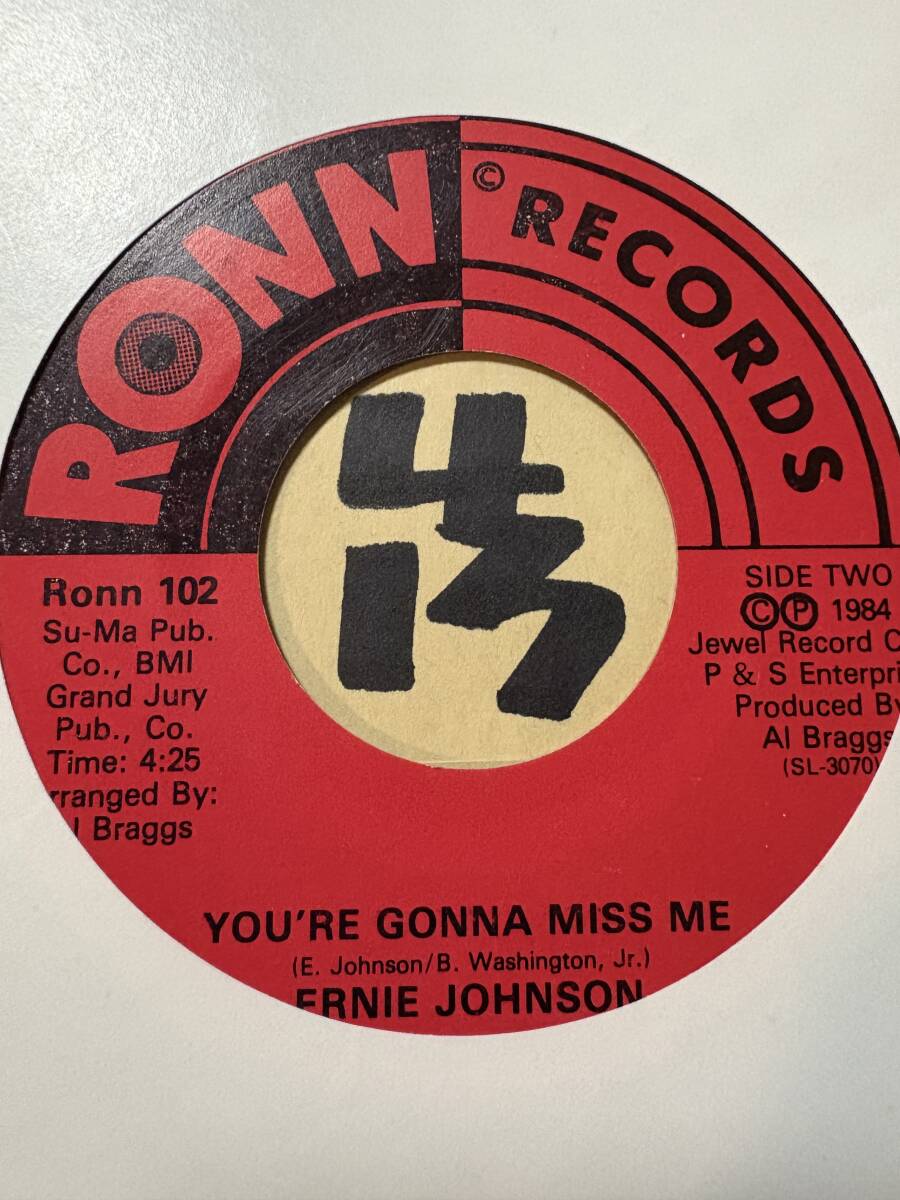 RONN © RECORDS
Ronn 102
Su-Ma Pub.
Co., BMI
Grand Jury
Pub., Co.
Time: 4:25
rranged By:
l Braggs
SIDE TWO
©Ⓟ 1984
Jewel Record C
P & S Enterpri
Produced By
Al Braggs
(SL-3070)
YOU'RE GONNA MISS ME
(E. Johnson/B. Washington, Jr.)
ERNIE JOHNSON